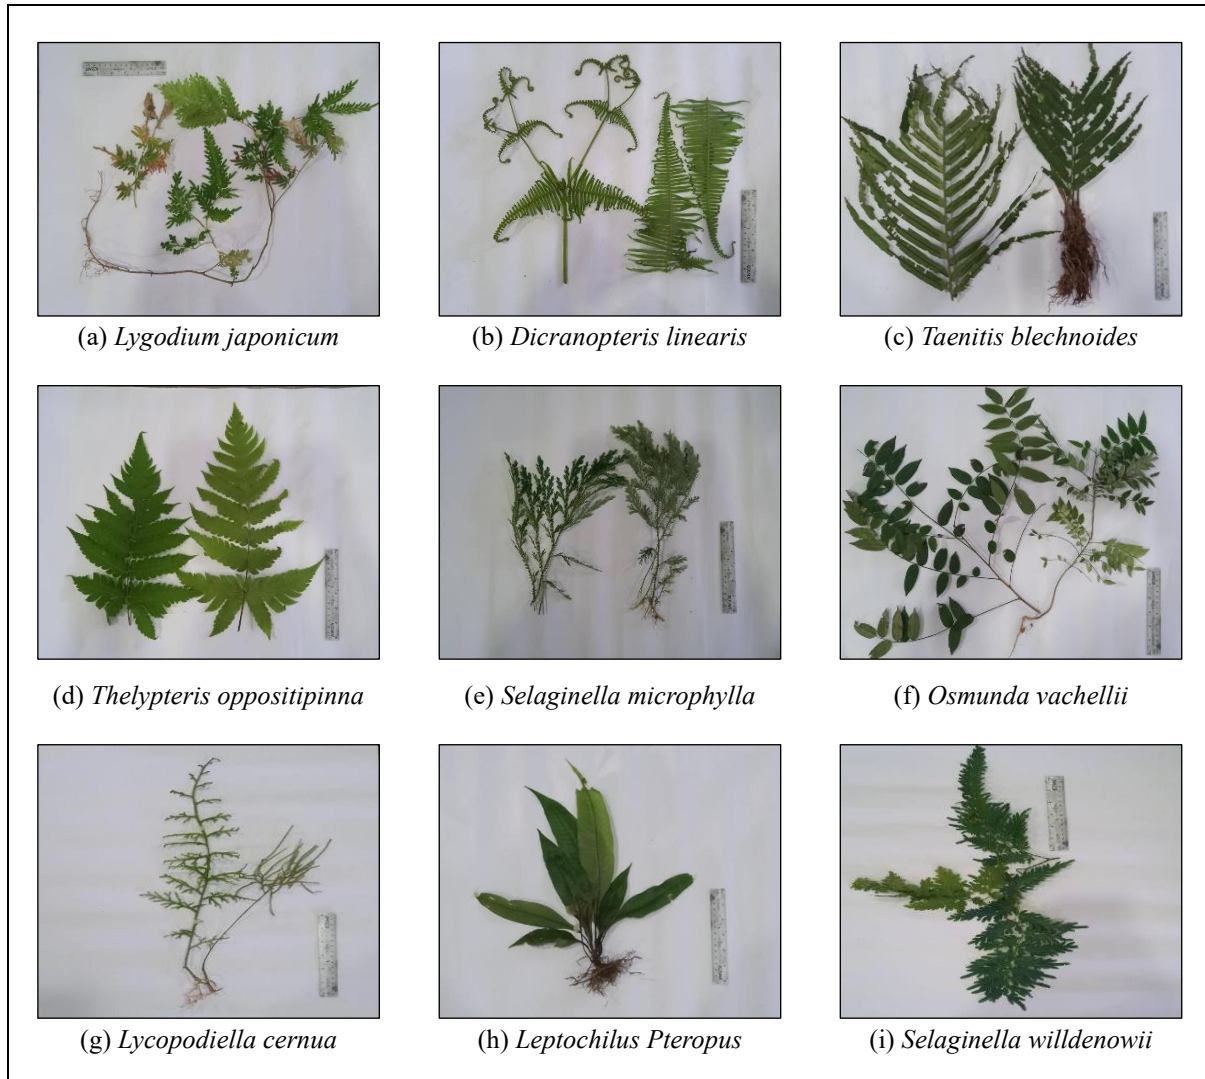 (a) Lygodium japonicum
(b) Dicranopteris linearis
(c) Taenitis blechnoides
(d) Thelypteris oppositipinna
(e) Selaginella microphylla
(f) Osmunda vachellii
(g) Lycopodiella cernua
(h) Leptochilus Pteropus
(i) Selaginella willdenowii